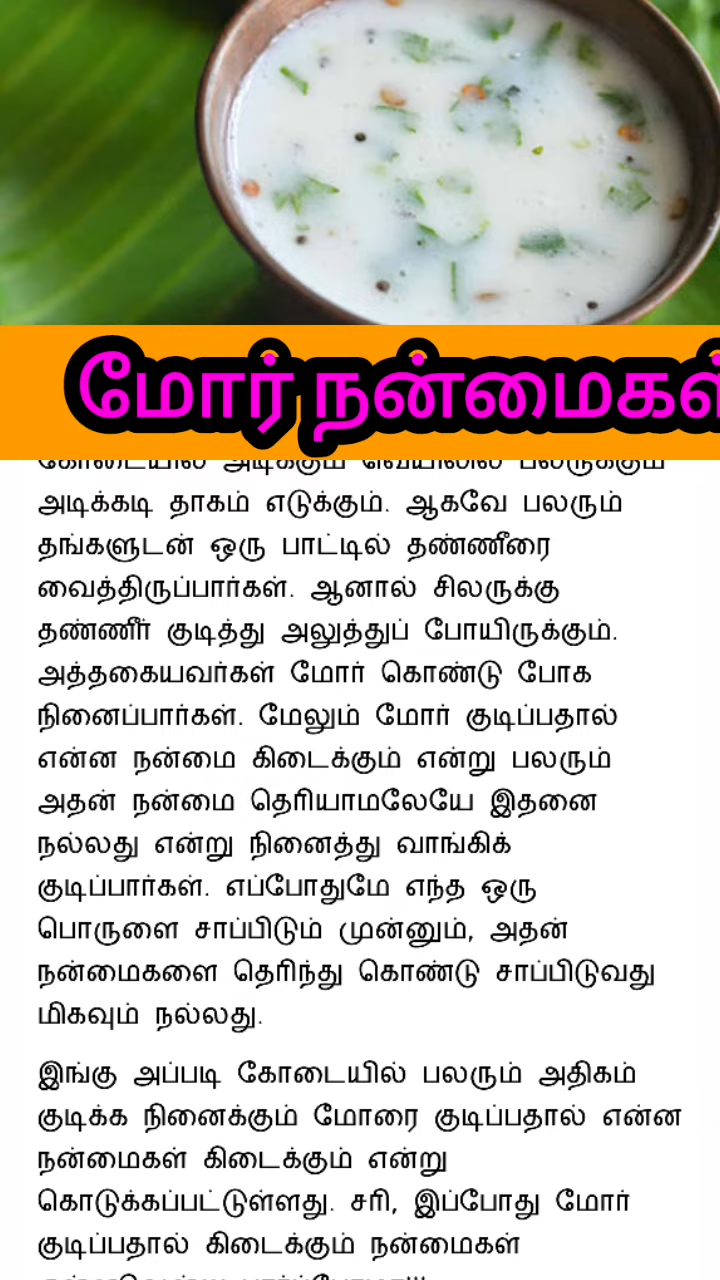 மோர் நன்மைகள்
கோடையில் அடிக்கும் வெயிலில் பலருக்கும்
அடிக்கடி தாகம் எடுக்கும். ஆகவே பலரும்
தங்களுடன் ஒரு பாட்டில் தண்ணீரை
வைத்திருப்பார்கள். ஆனால் சிலருக்கு
தண்ணீர் குடித்து அலுத்துப் போயிருக்கும்.
அத்தகையவர்கள் மோர் கொண்டு போக
நினைப்பார்கள். மேலும் மோர் குடிப்பதால்
என்ன நன்மை கிடைக்கும் என்று பலரும்
அதன் நன்மை தெரியாமலேயே இதனை
நல்லது என்று நினைத்து வாங்கிக்
குடிப்பார்கள். எப்போதுமே எந்த ஒரு
பொருளை சாப்பிடும் முன்னும், அதன்
நன்மைகளை தெரிந்து கொண்டு சாப்பிடுவது
மிகவும் நல்லது.
இங்கு அப்படி கோடையில் பலரும் அதிகம்
குடிக்க நினைக்கும் மோரை குடிப்பதால் என்ன
நன்மைகள் கிடைக்கும் என்று
கொடுக்கப்பட்டுள்ளது. சரி, இப்போது மோர்
குடிப்பதால் கிடைக்கும் நன்மைகள்